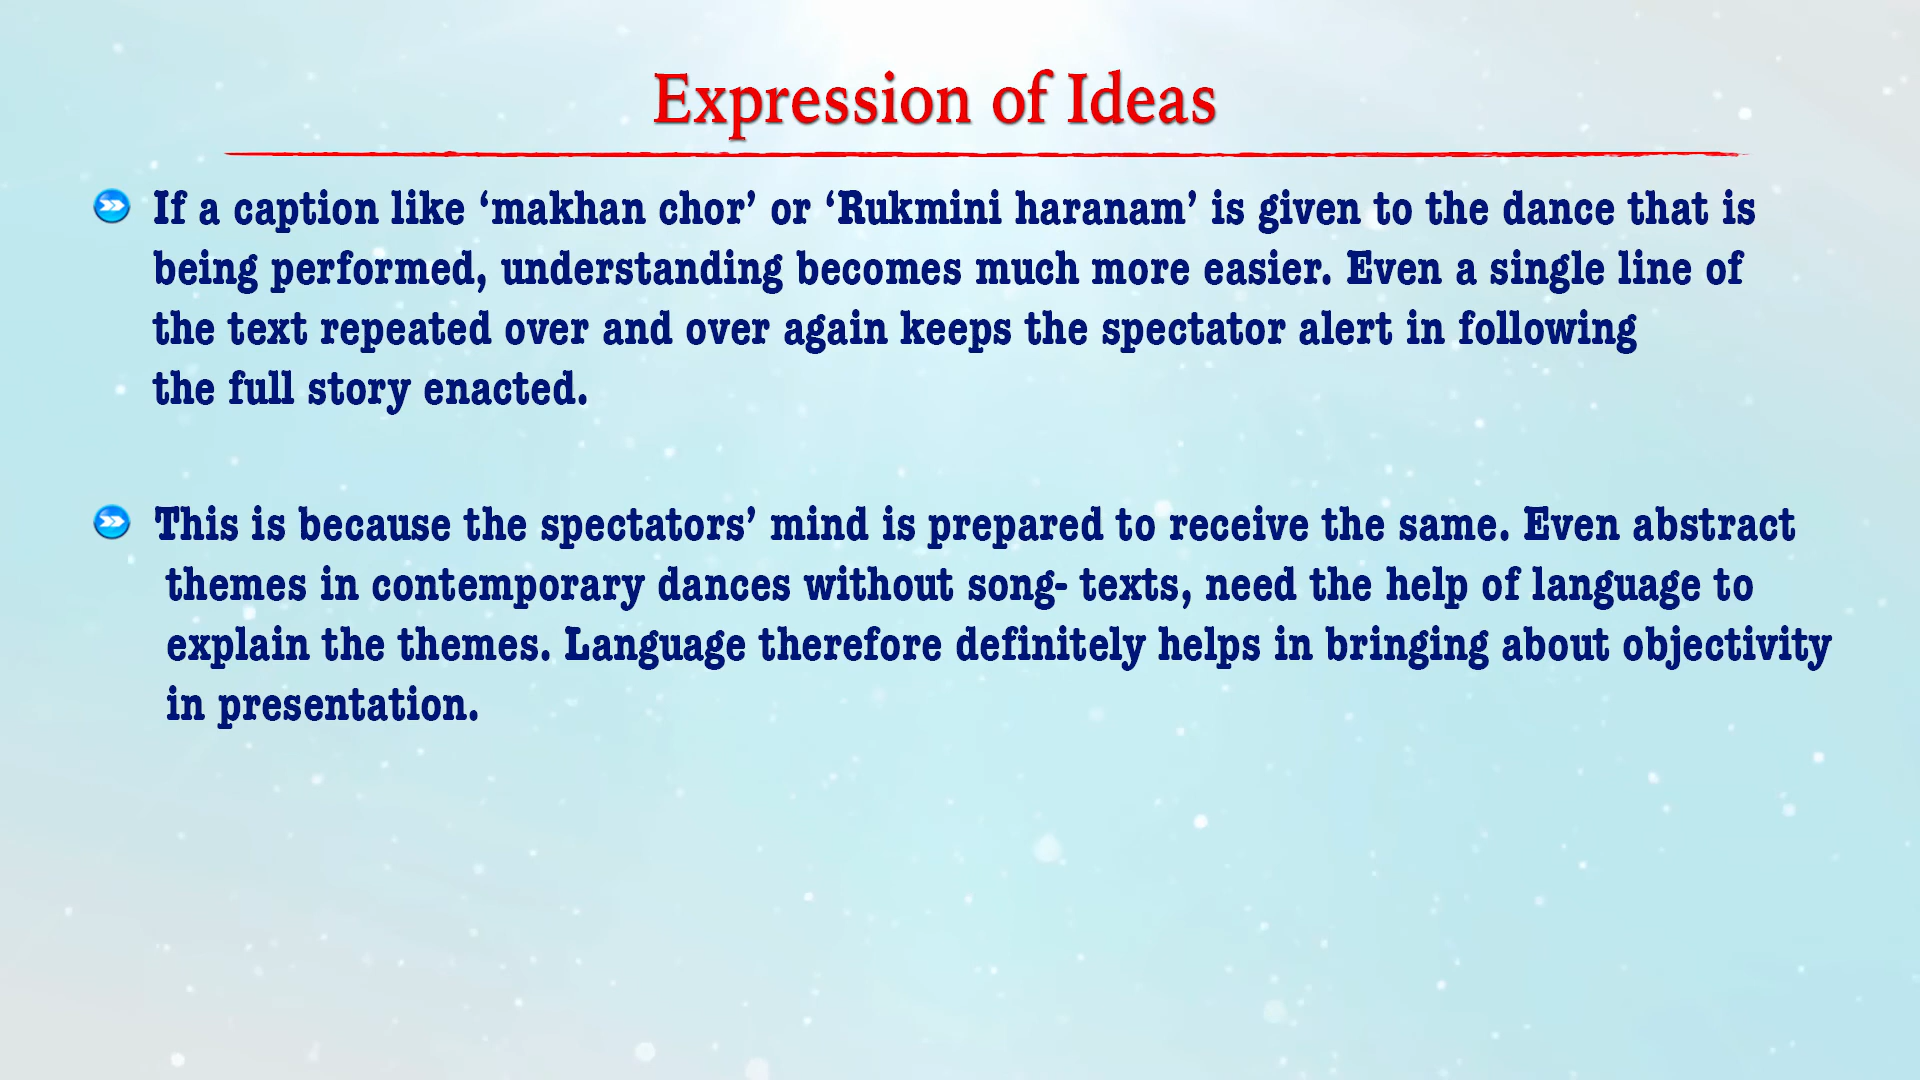 Expression of Ideas
If a caption like ‘makhan chor’ or ‘Rukmini haranam’ is given to the dance that is
being performed, understanding becomes much more easier. Even a single line of
the text repeated over and over again keeps the spectator alert in following
the full story enacted.
This is because the spectators’ mind is prepared to receive the same. Even abstract
themes in contemporary dances without song- texts, need the help of language to
explain the themes. Language therefore definitely helps in bringing about objectivity
in presentation.